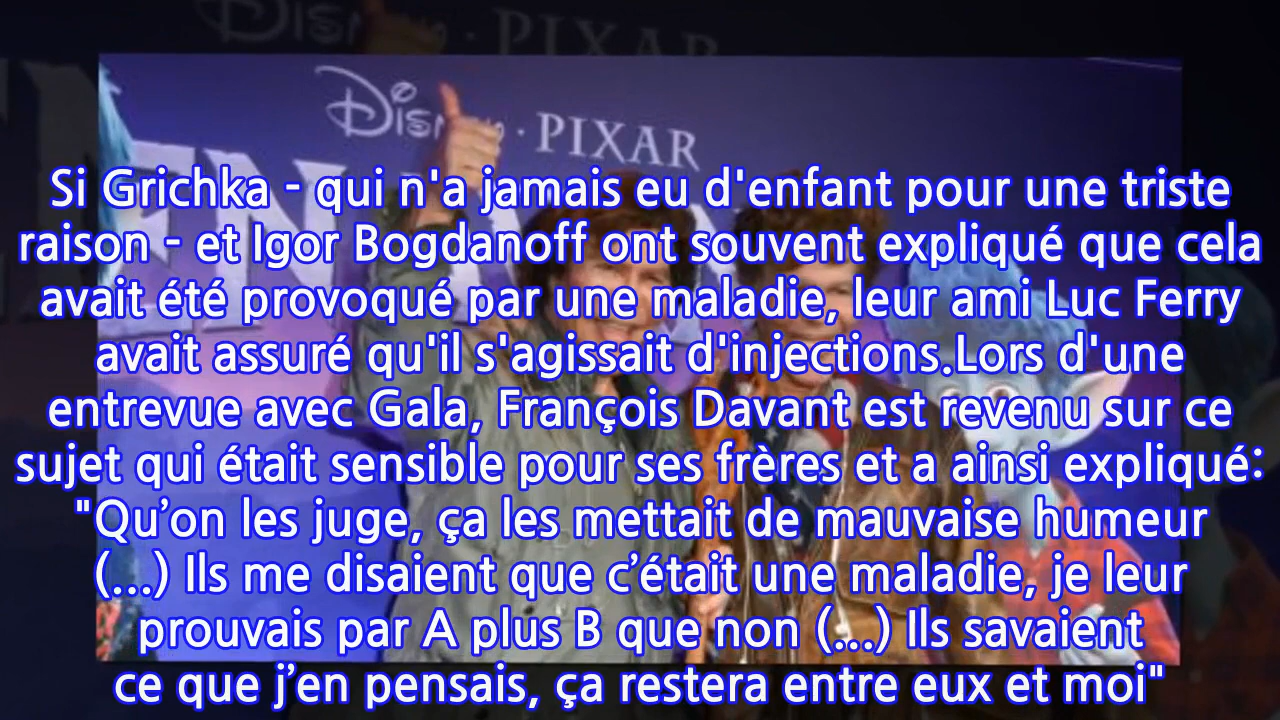 Disney · PIXAR
Si Grichka - qui n'a jamais eu d'enfant pour une triste
raison - et Igor Bogdanoff ont souvent expliqué que cela
avait été provoqué par une maladie, leur ami Luc Ferry
avait assuré qu'il s'agissait d'injections.Lors d'une
entrevue avec Gala, François Davant est revenu sur ce
sujet qui était sensible pour ses frères et a ainsi expliqué:
"Qu’on les juge, ça les mettait de mauvaise humeur
(...) Ils me disaient que c’était une maladie, je leur
prouvais par A plus B que non (...) Ils savaient
ce que j’en pensais, ça restera entre eux et moi"